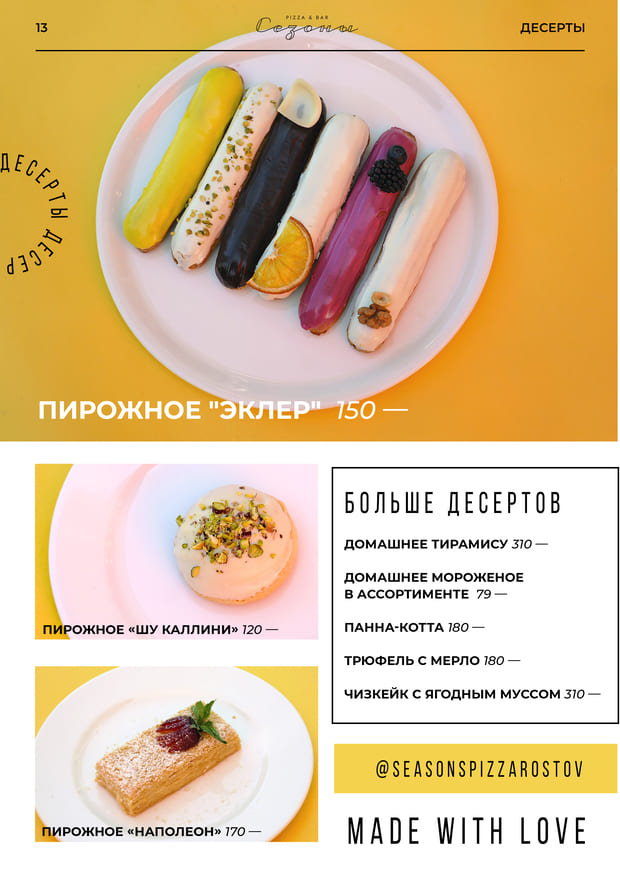 13
PIZZA & BAR
Сезоны
ДЕСЕРТЫ
ДЕСЕРТЫ ДЕСЕР
ПИРОЖНОЕ "ЭКЛЕР" 150 —
БОЛЬШЕ ДЕСЕРТОВ
ДОМАШНЕЕ ТИРАМИСУ 310 —
ДОМАШНЕЕ МОРОЖЕНОЕ
В АССОРТИМЕНТЕ 79 —
ПАННА-КОТТА 180 —
ТРЮФЕЛЬ С МЕРЛО 180 —
ЧИЗКЕЙК С ЯГОДНЫМ МУССОМ 310 —
ПИРОЖНОЕ «ШУ КАЛЛИНИ» 120 —
ПИРОЖНОЕ «НАПОЛЕОН» 170 —
@SEASONSPIZZAROSTOV
MADE WITH LOVE